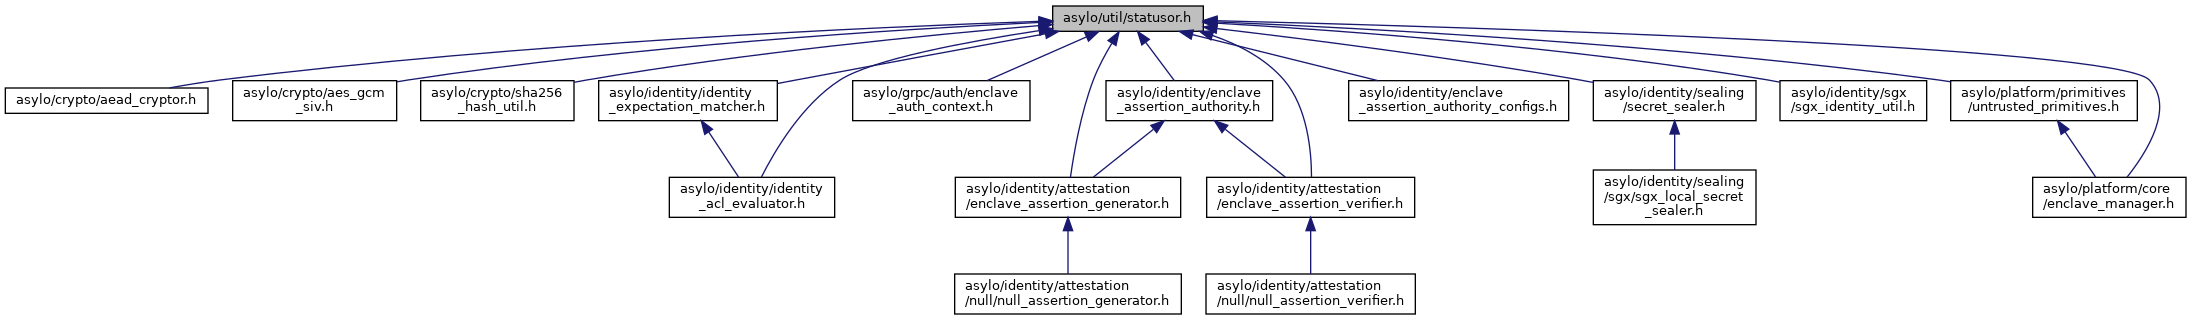 asylo/util/statusor.h
asylo/crypto/aead_cryptor.h
asylo/crypto/aes_gcm
_siv.h
asylo/crypto/sha256
_hash_util.h
asylo/identity/identity
_expectation_matcher.h
asylo/grpc/auth/enclave
_auth_context.h
asylo/identity/enclave
_assertion_authority.h
asylo/identity/enclave
_assertion_authority_configs.h
asylo/identity/sealing
/secret_sealer.h
asylo/identity/sgx
/sgx_identity_util.h
asylo/platform/primitives
/untrusted_primitives.h
asylo/identity/identity
_acl_evaluator.h
asylo/identity/attestation
/enclave_assertion_generator.h
asylo/identity/attestation
/enclave_assertion_verifier.h
asylo/identity/sealing
/sgx/sgx_local_secret
_sealer.h
asylo/platform/core
/enclave_manager.h
asylo/identity/attestation
/null/null_assertion_generator.h
asylo/identity/attestation
/null/null_assertion_verifier.h